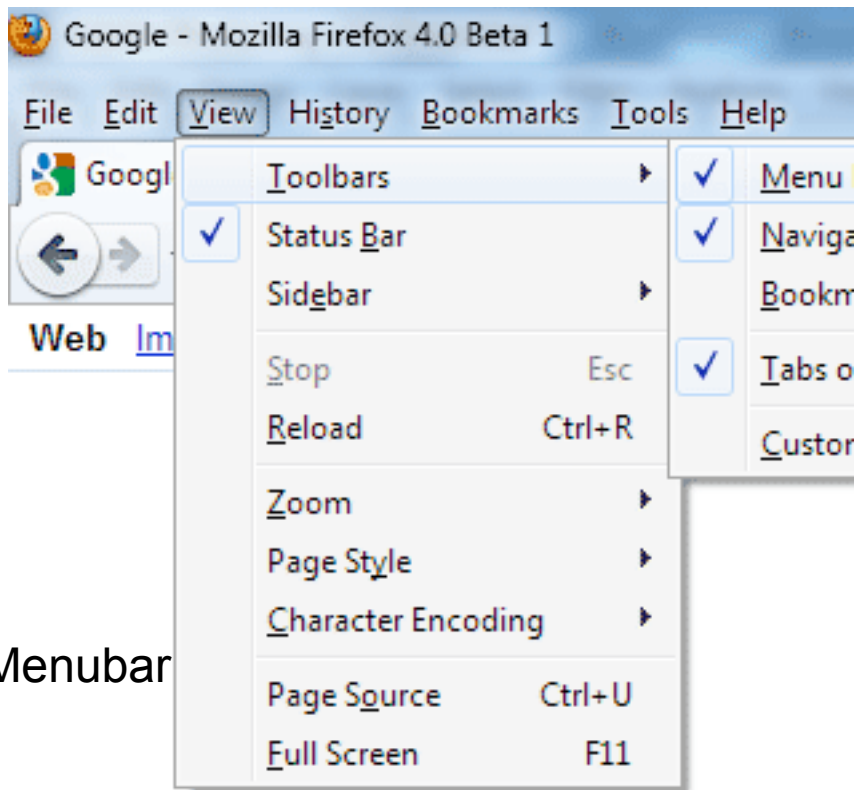 Google - Mozilla Firefox 4.0 Beta 1
File Edit View History Bookmarks Tools Help
Googl
Toolbars
Menu
Status Bar
Naviga
Sidebar
Bookm
Web Im
Stop Esc
Tabs o
Reload Ctrl+R
Custom
Zoom
Page Style
Character Encoding
Menubar
Page Source Ctrl+U
Full Screen F11